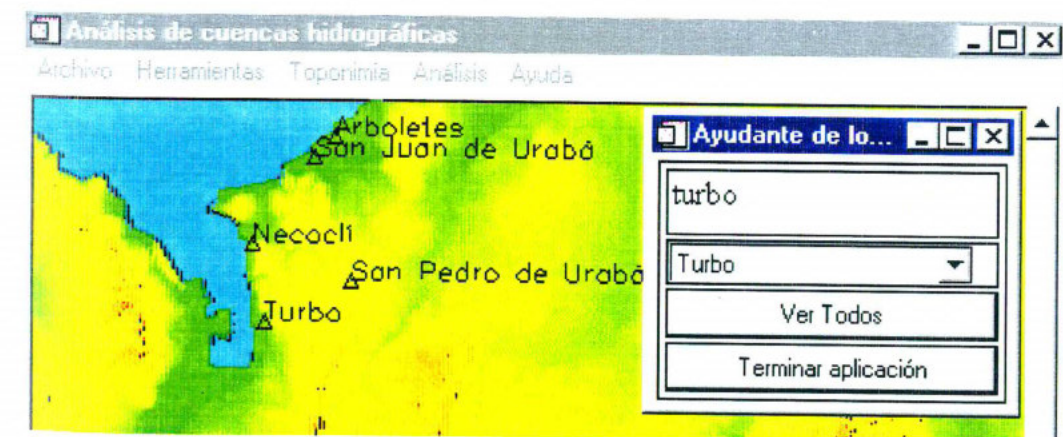 Análisis de cuencas hidrográficas
Archivo Herramientas Toponimia Análisis Ayuda
Arboletes
San Juan de Urabá
Necoclí
San Pedro de Urabá
Turbo
Ayudante de lo...
turbo
Turbo
Ver Todos
Terminar aplicación